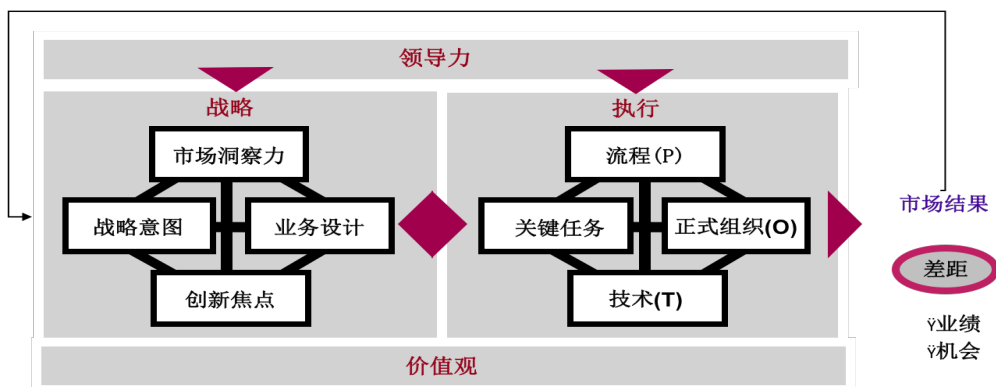 领导力
战略
市场洞察力
战略意图
业务设计
创新焦点
执行
流程(P)
关键任务
正式组织(O)
技术(T)
市场结果
差距
ÿ业绩
ÿ机会
价值观